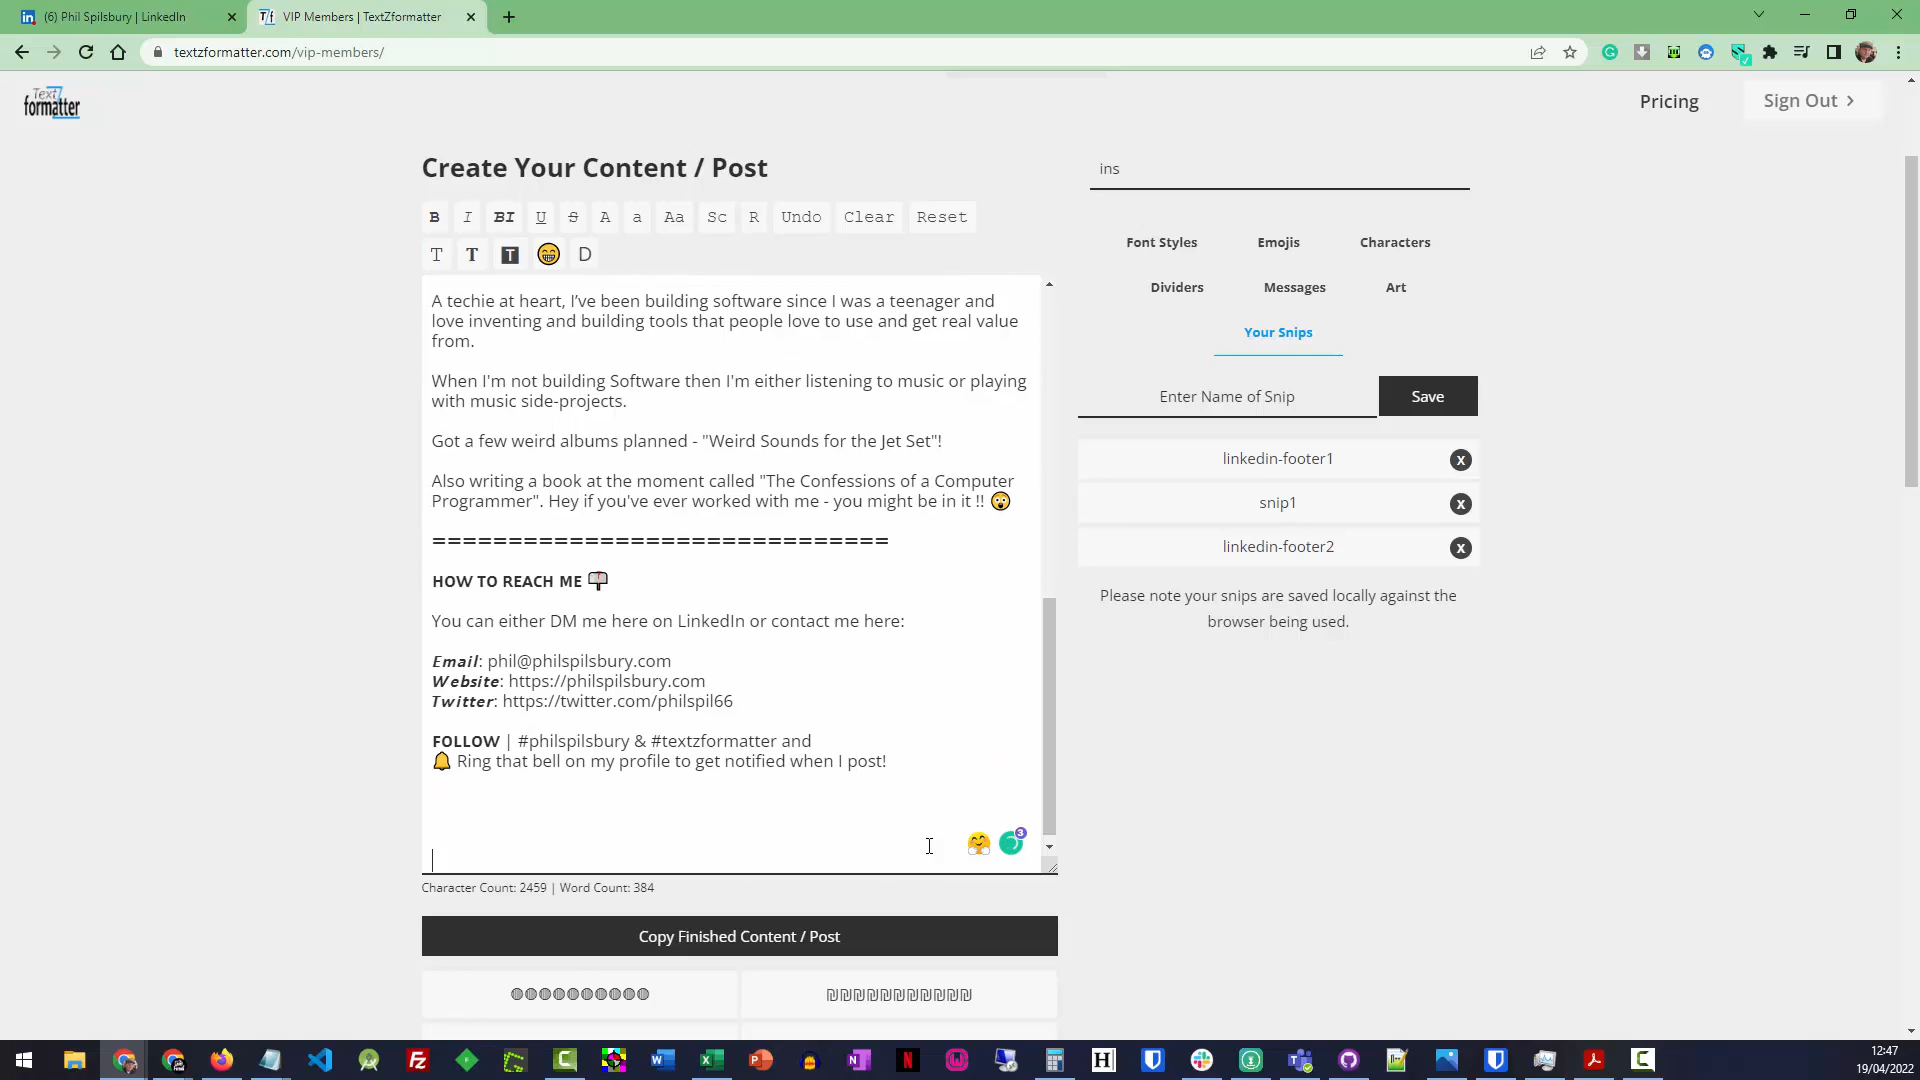 (6) Phil Spilsbury | LinkedIn
VIP Members | TextZformatter
textzformatter.com/vip-members/
TextZ
formatter
Pricing
Sign Out >
Create Your Content / Post
ins
B I BI U S A a Aa Sc R Undo Clear Reset
T T T D
Font Styles Emojis Characters
Dividers Messages Art
Your Snips
Enter Name of Snip Save
linkedin-footer1 x
snip1 x
linkedin-footer2 x
Please note your snips are saved locally against the
browser being used.
A techie at heart, I’ve been building software since I was a teenager and
love inventing and building tools that people love to use and get real value
from.
When I'm not building Software then I'm either listening to music or playing
with music side-projects.
Got a few weird albums planned - "Weird Sounds for the Jet Set"!
Also writing a book at the moment called "The Confessions of a Computer
Programmer". Hey if you've ever worked with me - you might be in it !! 😲
==============================
HOW TO REACH ME 📪
You can either DM me here on LinkedIn or contact me here:
Email: phil@philspilsbury.com
Website: https://philspilsbury.com
Twitter: https://twitter.com/philspil66
FOLLOW | #philspilsbury & #textzformatter and
🔔 Ring that bell on my profile to get notified when I post!
3
Character Count: 2459 | Word Count: 384
Copy Finished Content / Post
12:47
19/04/2022